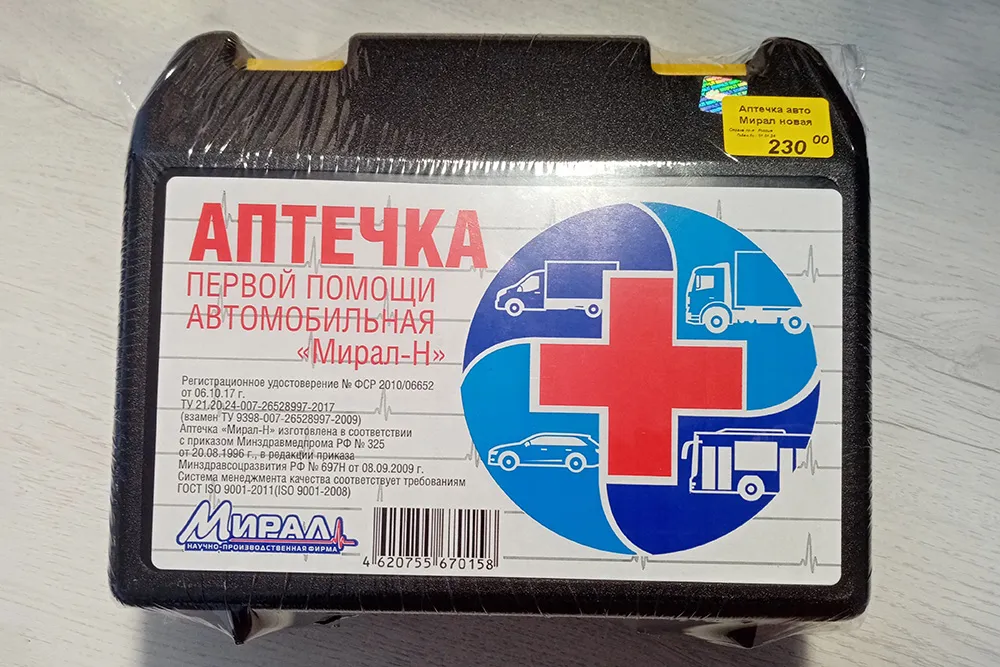 Аптечка авто
Мирал новая
230 00
АПТЕЧКА
ПЕРВОЙ ПОМОЩИ
АВТОМОБИЛЬНАЯ
«Мирал-Н»
Регистрационное удостоверение № ФСР 2010/06652
от 06.10.17 г.
ТУ 21.20.24-007-26528997-2017
(взамен ТУ 9398-007-26528997-2009)
Аптечка «Мирал-Н» изготовлена в соответствии
с приказом Минздравмедпрома РФ № 325
от 20.08.1996 г., в редакции приказа
Минздравсоцразвития РФ № 697Н от 08.09.2009 г.
Система менеджмента качества соответствует требованиям
ГОСТ ISO 9001-2011(ISO 9001-2008)
МИРАЛ
НАУЧНО-ПРОИЗВОДСТВЕННАЯ ФИРМА
4 620755 670158